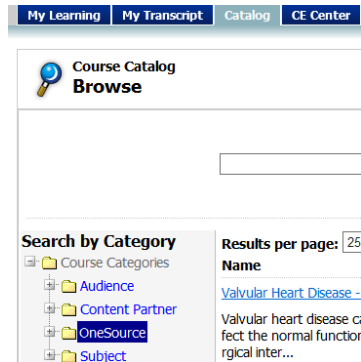 My Learning My Transcript Catalog CE Center
Course Catalog
Browse
Search by Category
Course Categories
Audience
Content Partner
OneSource
Subject
Results per page: 25
Name
Valvular Heart Disease -
Valvular heart disease c
fect the normal function
rgical inter...